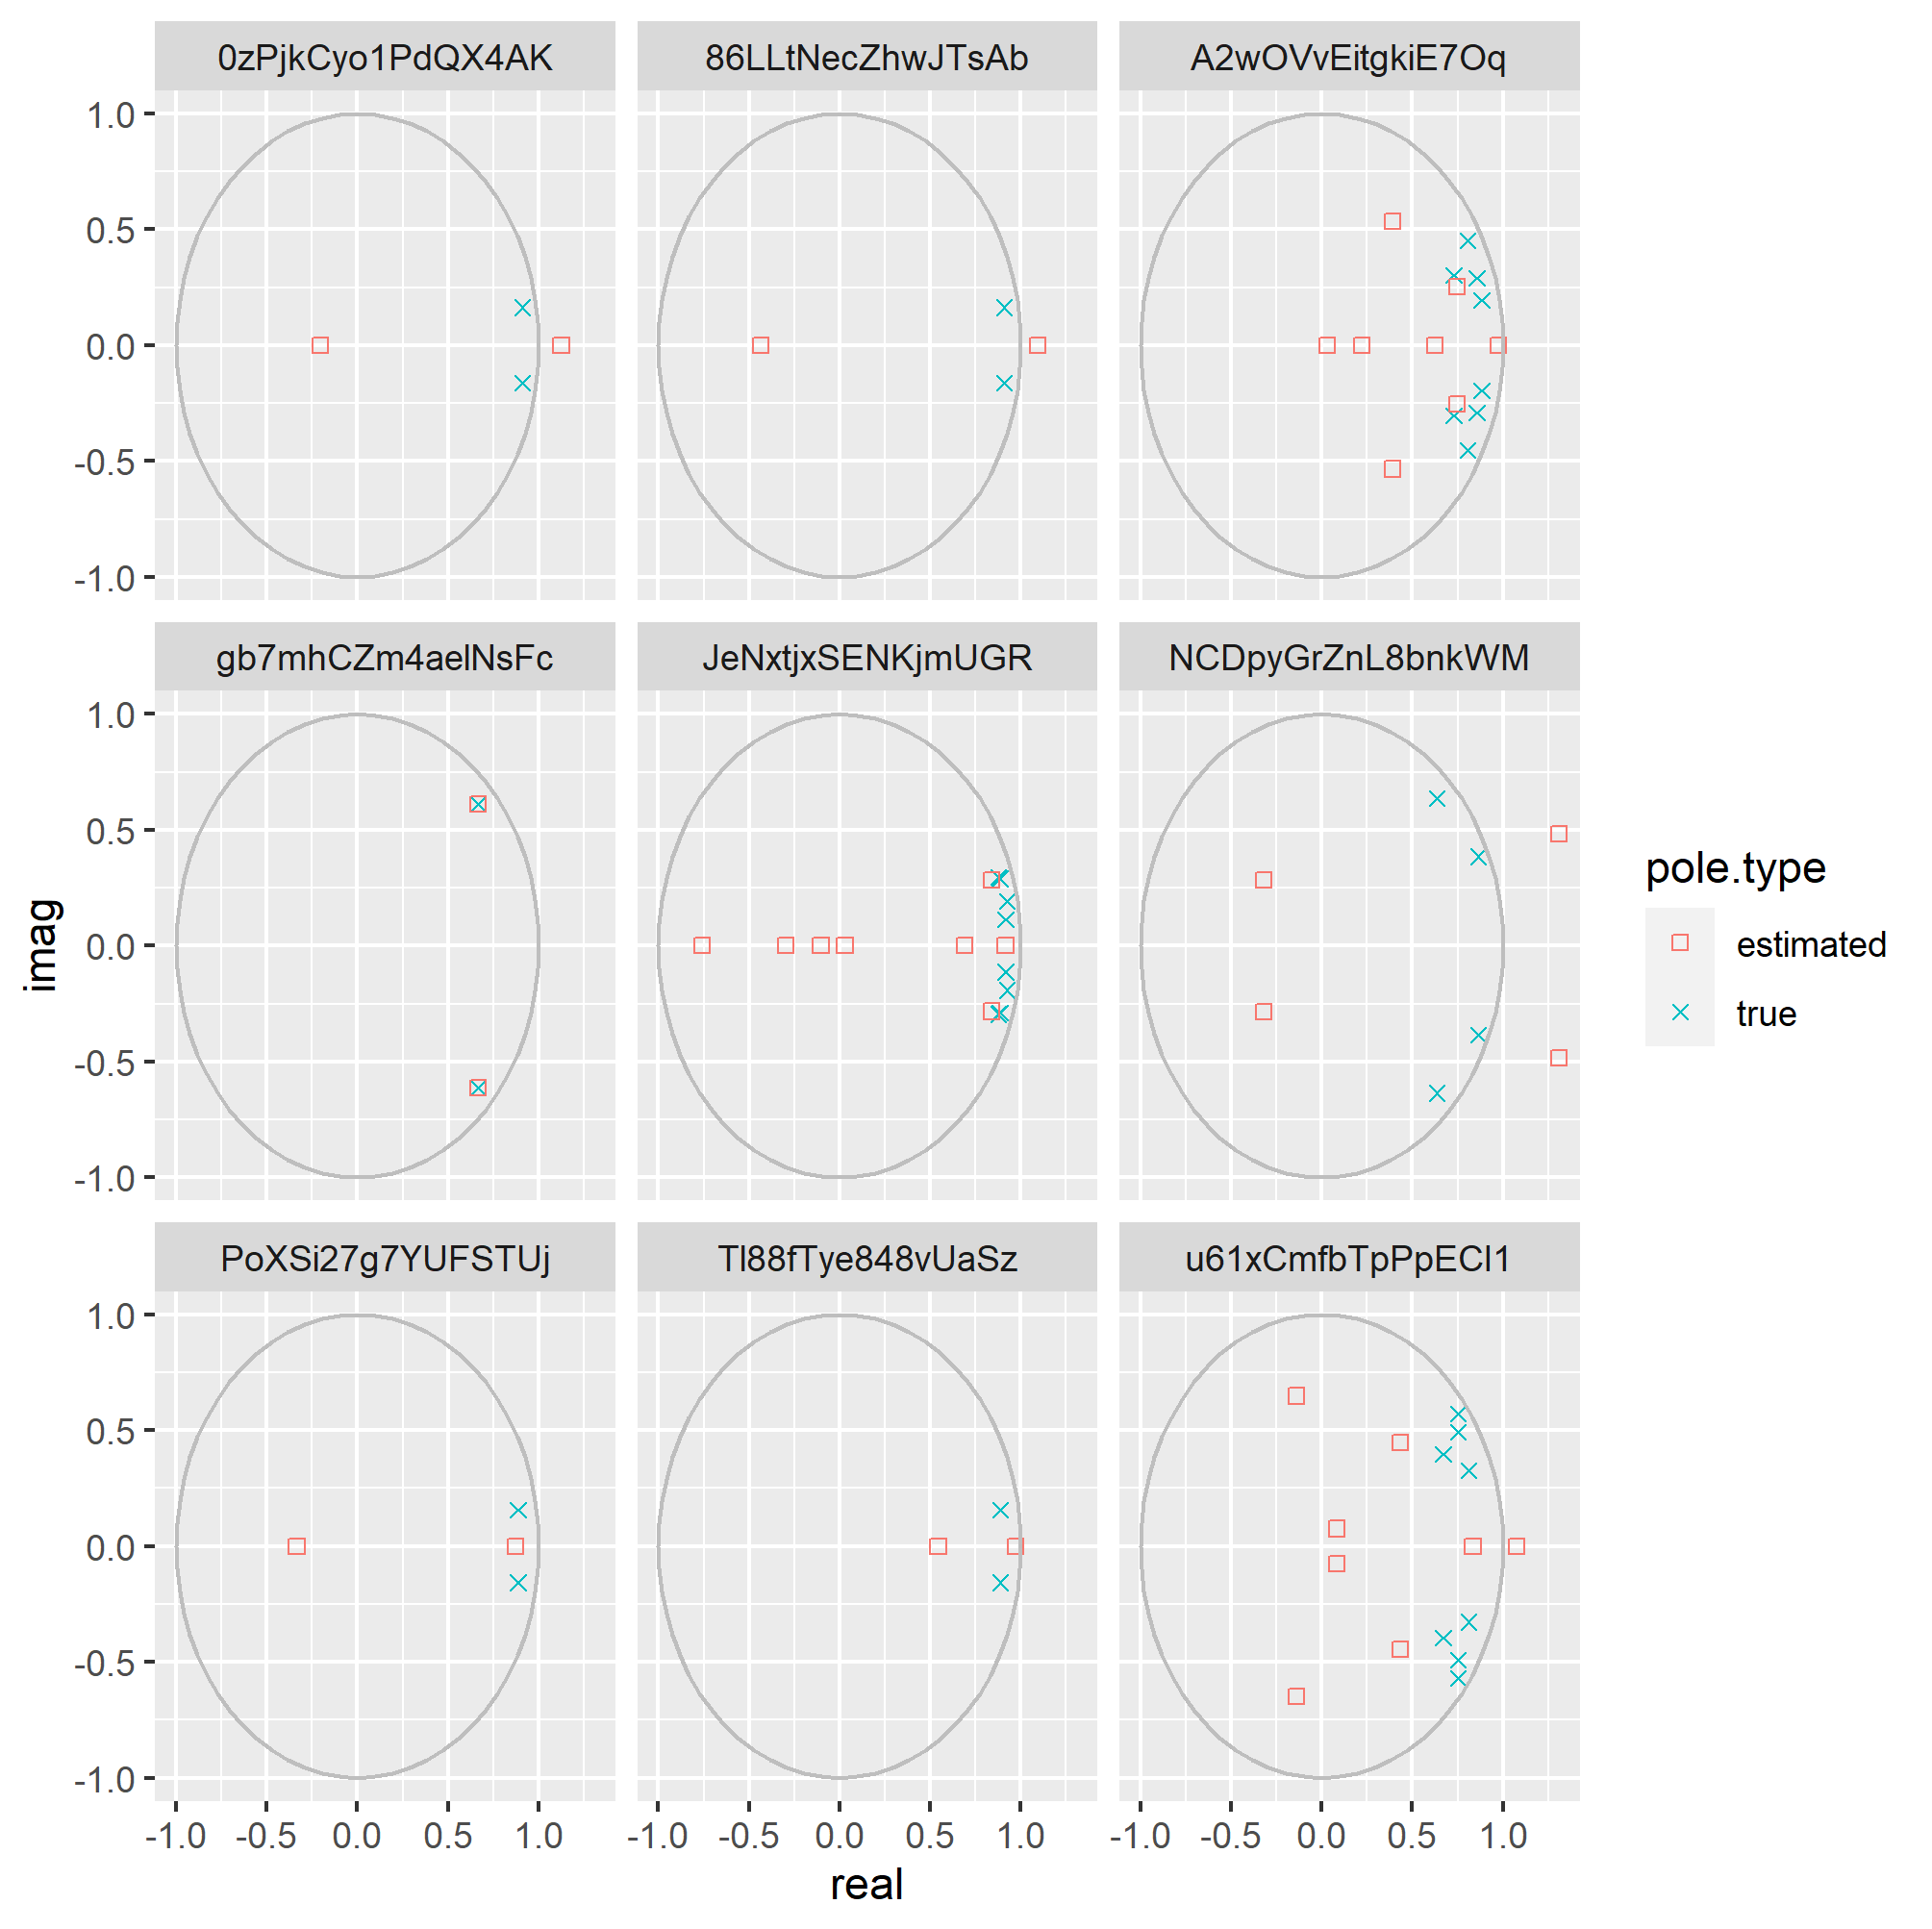 0zPjkCyo1PdQX4AK 86LLtNecZhwJTsAb A2wOVvEitgkiE7Oq
1.0
0.5
0.0
-0.5
-1.0
gb7mhCZm4aelNsFc JeNxtjxSENKjmUGR NCDpyGrZnL8bnkWM
1.0
0.5
0.0
-0.5
-1.0
PoXSi27g7YUFSTUj Tl88fTye848vUaSz u61xCmfbTpPpECl1
1.0
0.5
0.0
-0.5
-1.0
-1.0 -0.5 0.0 0.5 1.0 -1.0 -0.5 0.0 0.5 1.0 -1.0 -0.5 0.0 0.5 1.0
real
imag
pole.type
estimated
true